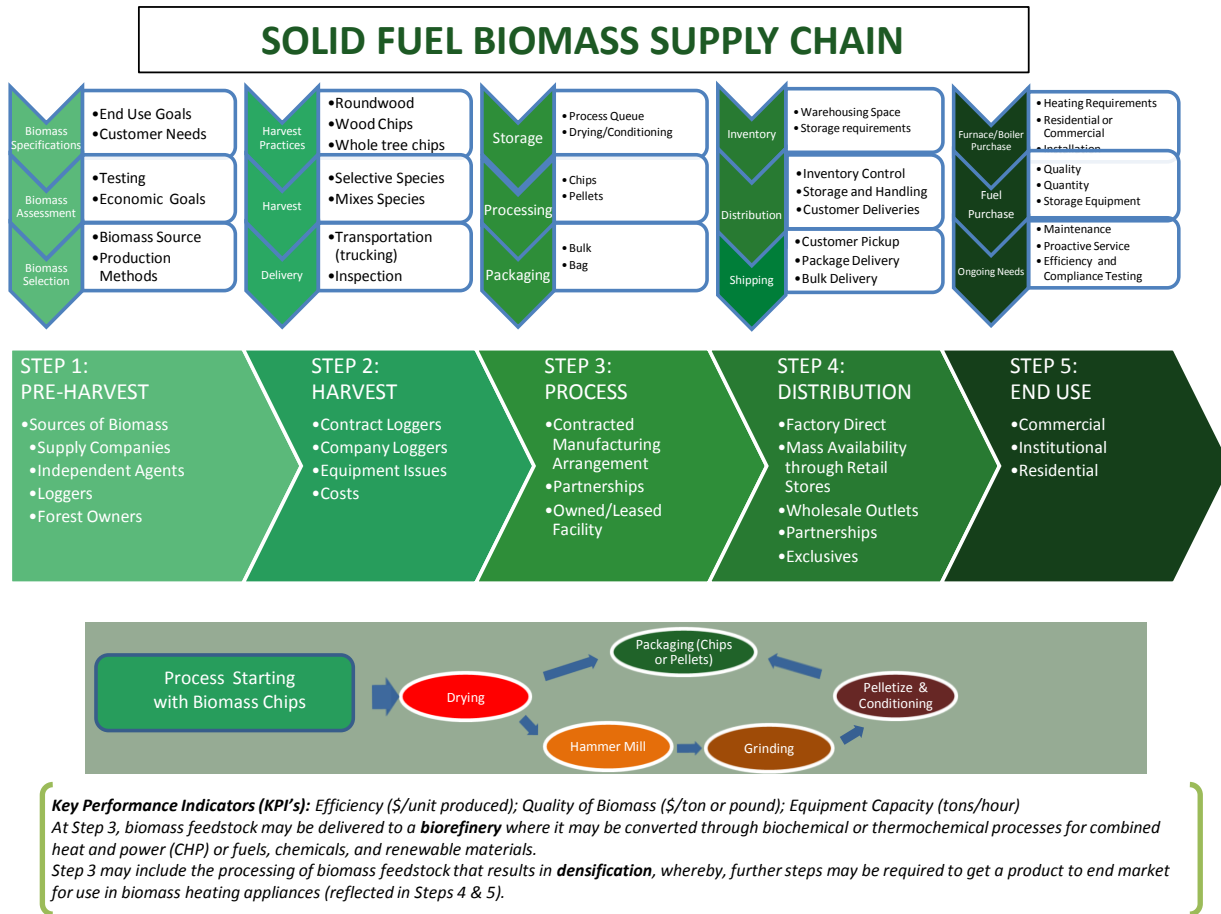 SOLID FUEL BIOMASS SUPPLY CHAIN
Biomass
Specifications
•End Use Goals
•Customer Needs
Biomass
Assessment
•Testing
•Economic Goals
Biomass
Selection
•Biomass Source
•Production
Methods
Harvest
Practices
•Roundwood
•Wood Chips
•Whole tree chips
Harvest
•Selective Species
•Mixes Species
Delivery
•Transportation
(trucking)
•Inspection
Storage
•Process Queue
•Drying/Conditioning
Processing
•Chips
•Pellets
Packaging
•Bulk
•Bag
Inventory
•Warehousing Space
•Storage requirements
Distribution
•Inventory Control
•Storage and Handling
•Customer Deliveries
Shipping
•Customer Pickup
•Package Delivery
•Bulk Delivery
Furnace/Boiler
Purchase
•Heating Requirements
•Residential or
Commercial
•Installation
Fuel
Purchase
•Quality
•Quantity
•Storage Equipment
Ongoing Needs
•Maintenance
•Proactive Service
•Efficiency and
Compliance Testing
STEP 1:
PRE-HARVEST
•Sources of Biomass
•Supply Companies
•Independent Agents
•Loggers
•Forest Owners
STEP 2:
HARVEST
•Contract Loggers
•Company Loggers
•Equipment Issues
•Costs
STEP 3:
PROCESS
•Contracted
Manufacturing
Arrangement
•Partnerships
•Owned/Leased
Facility
STEP 4:
DISTRIBUTION
•Factory Direct
•Mass Availability
through Retail
Stores
•Wholesale Outlets
•Partnerships
•Exclusives
STEP 5:
END USE
•Commercial
•Institutional
•Residential
Process Starting
with Biomass Chips
Drying
Packaging (Chips
or Pellets)
Hammer Mill
Grinding
Pelletize &
Conditioning
Key Performance Indicators (KPI's): Efficiency ($/unit produced); Quality of Biomass ($/ton or pound); Equipment Capacity (tons/hour)
At Step 3, biomass feedstock may be delivered to a biorefinery where it may be converted through biochemical or thermochemical processes for combined
heat and power (CHP) or fuels, chemicals, and renewable materials.
Step 3 may include the processing of biomass feedstock that results in densification, whereby, further steps may be required to get a product to end market
for use in biomass heating appliances (reflected in Steps 4 & 5).